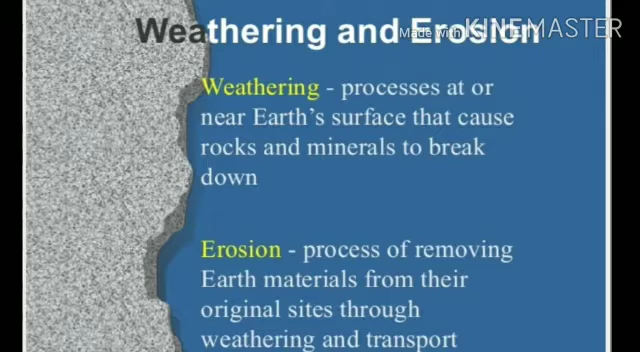 Weathering and Erosion
Made with KINEMASTER
Weathering - processes at or
near Earth's surface that cause
rocks and minerals to break
down
Erosion - process of removing
Earth materials from their
original sites through
weathering and transport